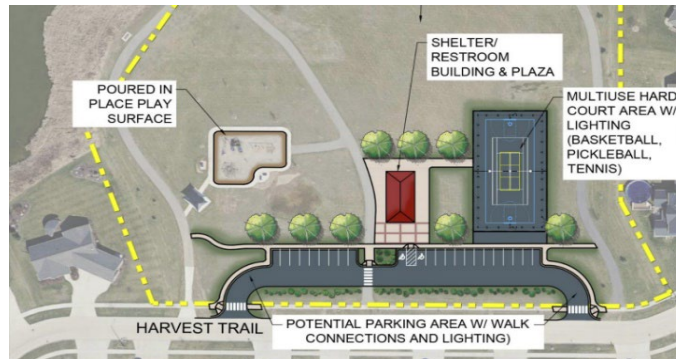 SHELTER/
RESTROOM
BUILDING & PLAZA
POURED IN
PLACE PLAY
SURFACE
MULTIUSE HARD
COURT AREA W/
LIGHTING
(BASKETBALL,
PICKLEBALL,
TENNIS)
HARVEST TRAIL
POTENTIAL PARKING AREA W/ WALK
CONNECTIONS AND LIGHTING)